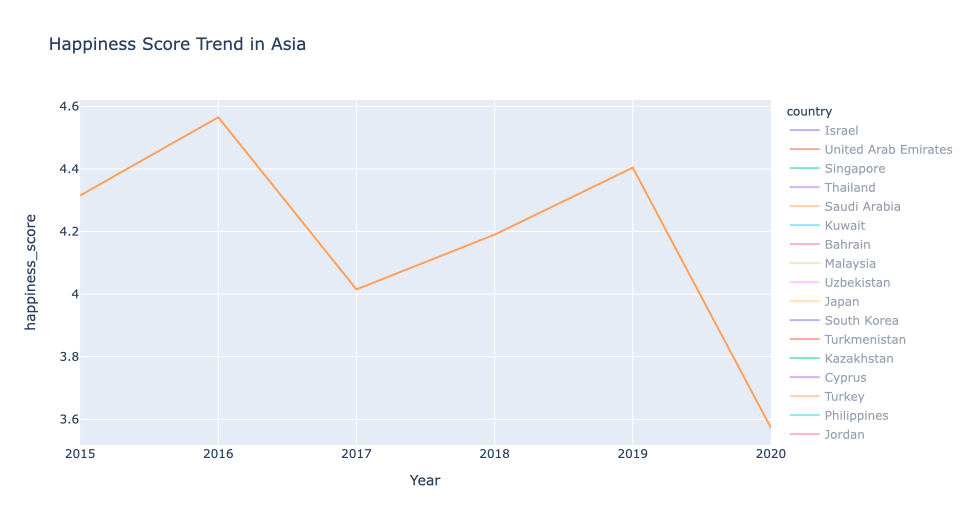 Happiness Score Trend in Asia
happiness_score
4.6
4.4
4.2
4
3.8
3.6
2015 2016 2017 2018 2019 2020
Year
country
Israel
United Arab Emirates
Singapore
Thailand
Saudi Arabia
Kuwait
Bahrain
Malaysia
Uzbekistan
Japan
South Korea
Turkmenistan
Kazakhstan
Cyprus
Turkey
Philippines
Jordan